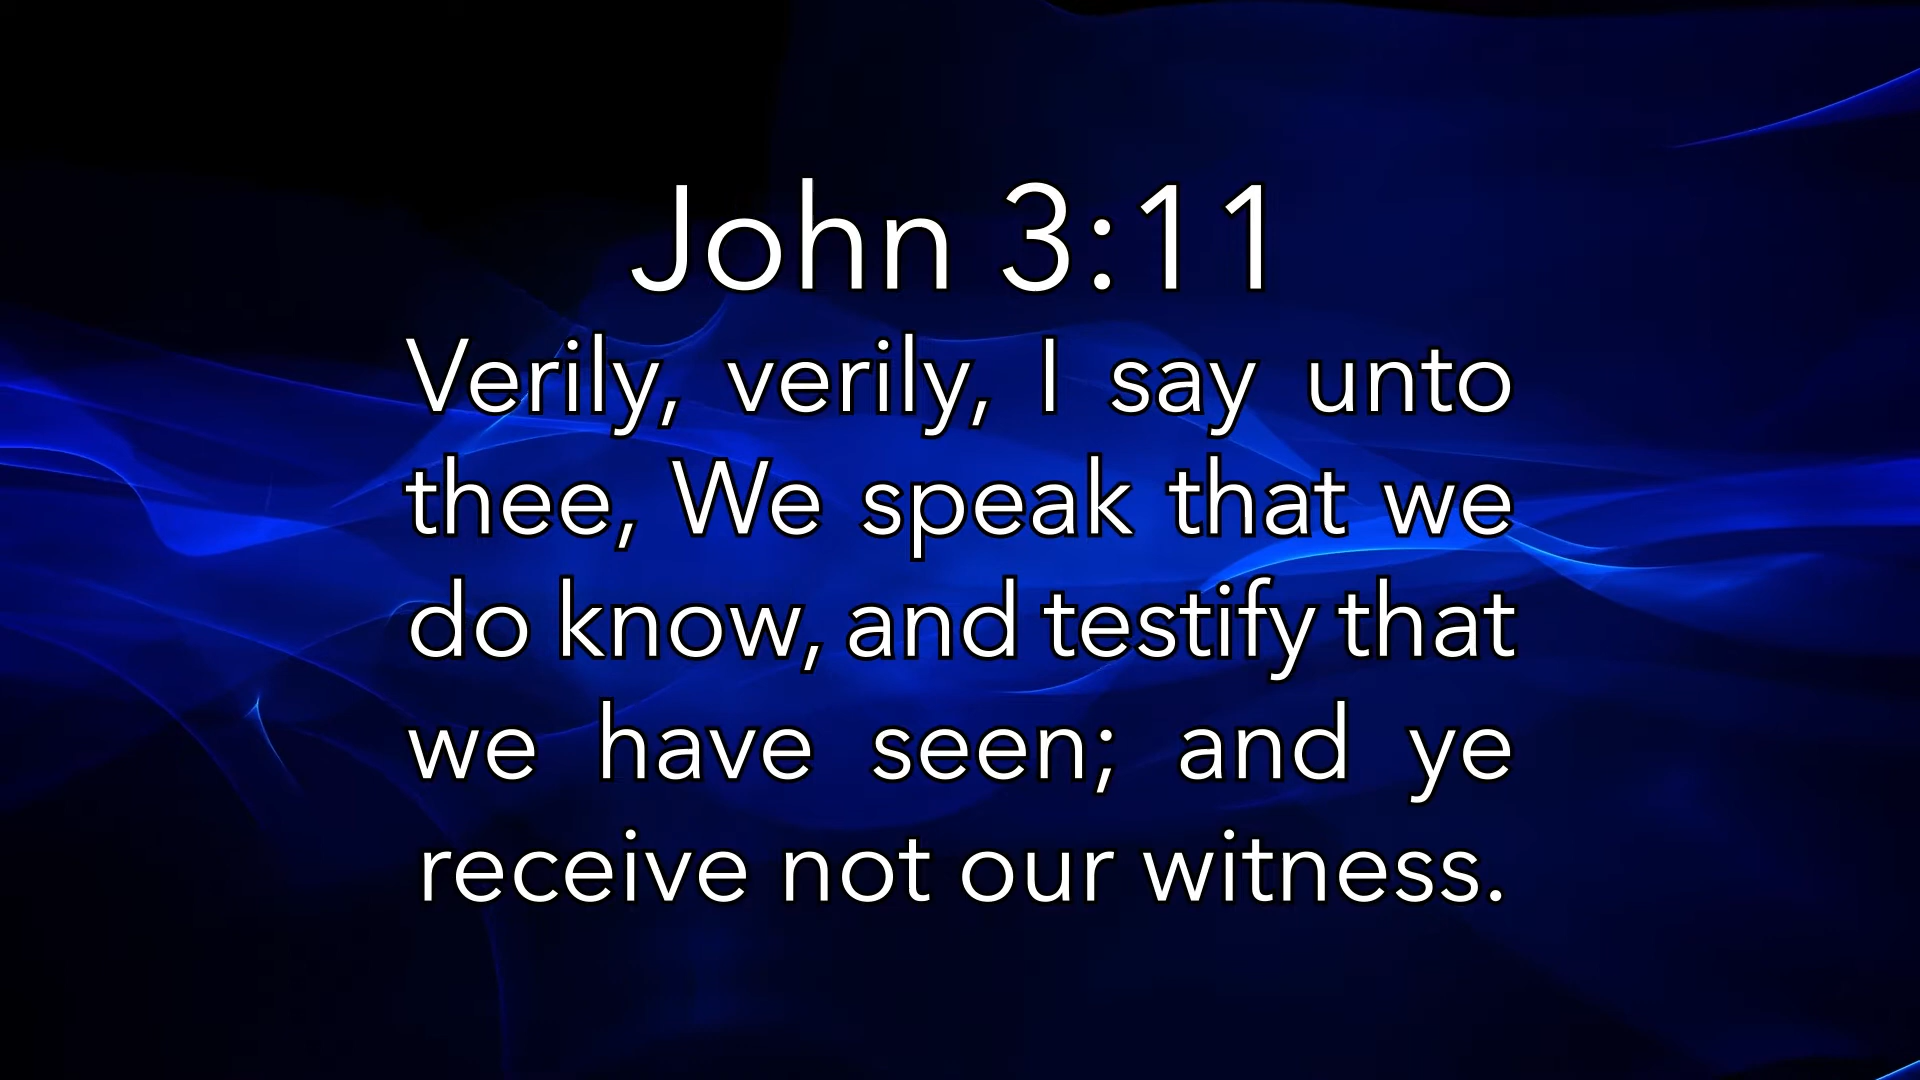 John 3:11
Verily, verily, I say unto
thee, We speak that we
do know, and testify that
we have seen; and ye
receive not our witness.